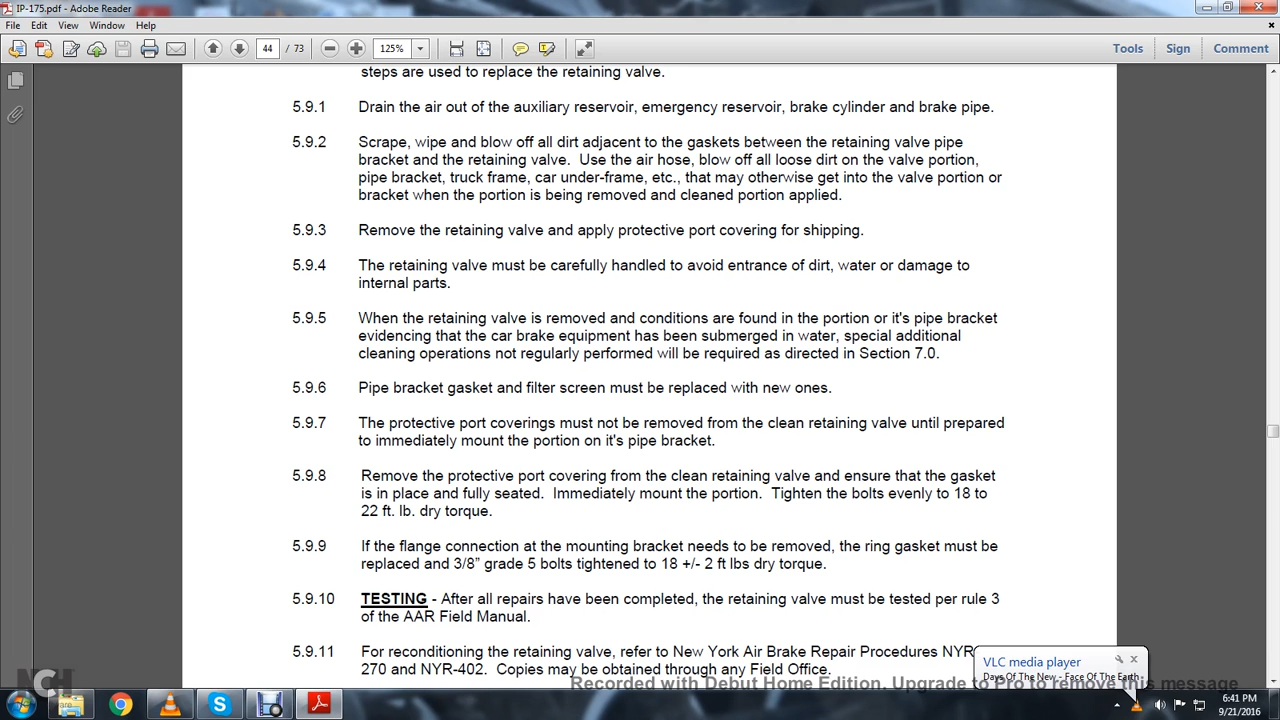 IP-175.pdf - Adobe Reader
File Edit View Window Help
44 / 73 125% Tools Sign Comment
steps are used to replace the retaining valve.
5.9.1 Drain the air out of the auxiliary reservoir, emergency reservoir, brake cylinder and brake pipe.
5.9.2 Scrape, wipe and blow off all dirt adjacent to the gaskets between the retaining valve pipe
bracket and the retaining valve. Use the air hose, blow off all loose dirt on the valve portion,
pipe bracket, truck frame, car under-frame, etc., that may otherwise get into the valve portion or
bracket when the portion is being removed and cleaned portion applied.
5.9.3 Remove the retaining valve and apply protective port covering for shipping.
5.9.4 The retaining valve must be carefully handled to avoid entrance of dirt, water or damage to
internal parts.
5.9.5 When the retaining valve is removed and conditions are found in the portion or it's pipe bracket
evidencing that the car brake equipment has been submerged in water, special additional
cleaning operations not regularly performed will be required as directed in Section 7.0.
5.9.6 Pipe bracket gasket and filter screen must be replaced with new ones.
5.9.7 The protective port coverings must not be removed from the clean retaining valve until prepared
to immediately mount the portion on it's pipe bracket.
5.9.8 Remove the protective port covering from the clean retaining valve and ensure that the gasket
is in place and fully seated. Immediately mount the portion. Tighten the bolts evenly to 18 to
22 ft. lb. dry torque.
5.9.9 If the flange connection at the mounting bracket needs to be removed, the ring gasket must be
replaced and 3/8” grade 5 bolts tightened to 18 +/- 2 ft lbs dry torque.
5.9.10 TESTING - After all repairs have been completed, the retaining valve must be tested per rule 3
of the AAR Field Manual.
5.9.11 For reconditioning the retaining valve, refer to New York Air Brake Repair Procedures NYR
270 and NYR-402. Copies may be obtained through any Field Office.
VLC media player
Days Of The New - Face Of The Earth
NCH
Software
Recorded with Debut Home Edition. Upgrade to Pro to remove this message
6:41 PM
9/21/2016